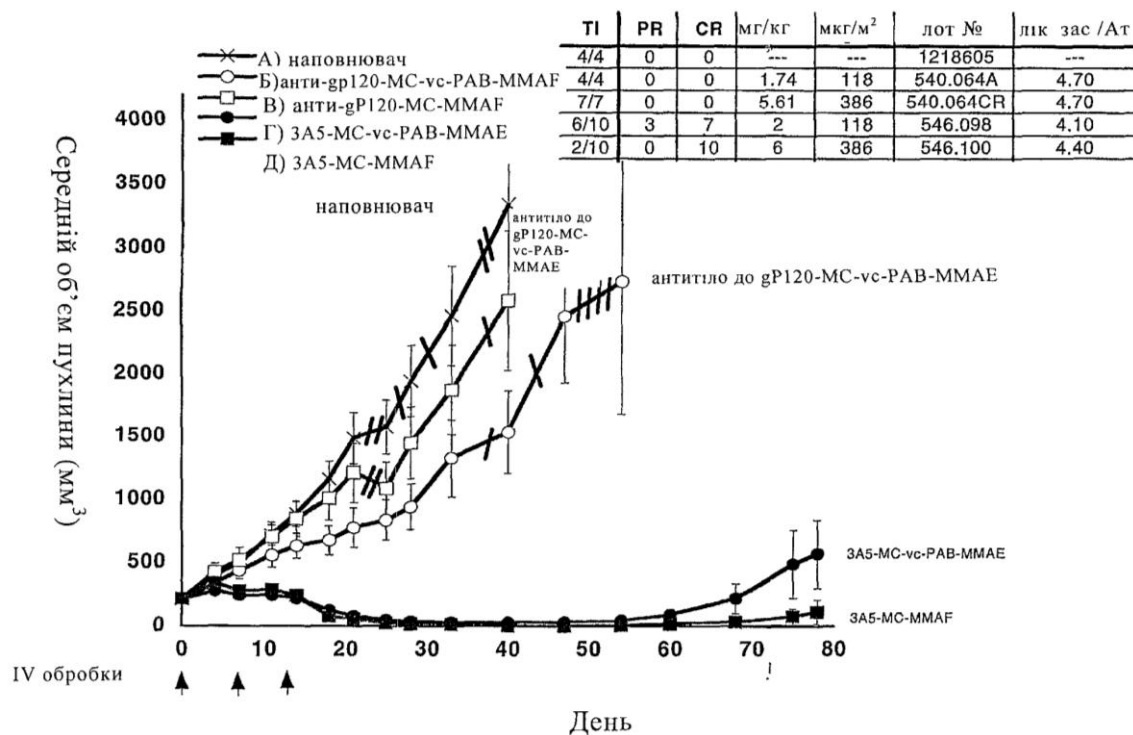 TI PR CR мг/кг мкг/м² лот № лік зас /Ат
4/4 0 0 --- --- 1218605 ---
4/4 0 0 1.74 118 540.064A 4.70
7/7 0 0 5.61 386 540.064CR 4.70
6/10 3 7 2 118 546.098 4.10
2/10 0 10 6 386 546.100 4.40
А) наповнювач
Б)анти-gp120-MC-vc-PAB-MMAF
В) анти-gP120-MC-MMAF
Г) 3A5-MC-vc-PAB-MMAE
Д) 3A5-MC-MMAF
наповнювач
антитіло до
gP120-MC-
vc-PAB-
MMAE
антитіло до gP120-MC-vc-PAB-MMAE
3A5-MC-vc-PAB-MMAE
3A5-MC-MMAF
Середній об’єм пухлини (мм³)
4000
3500
3000
2500
2000
1500
1000
500
0
0 10 20 30 40 50 60 70 80
IV обробки
День